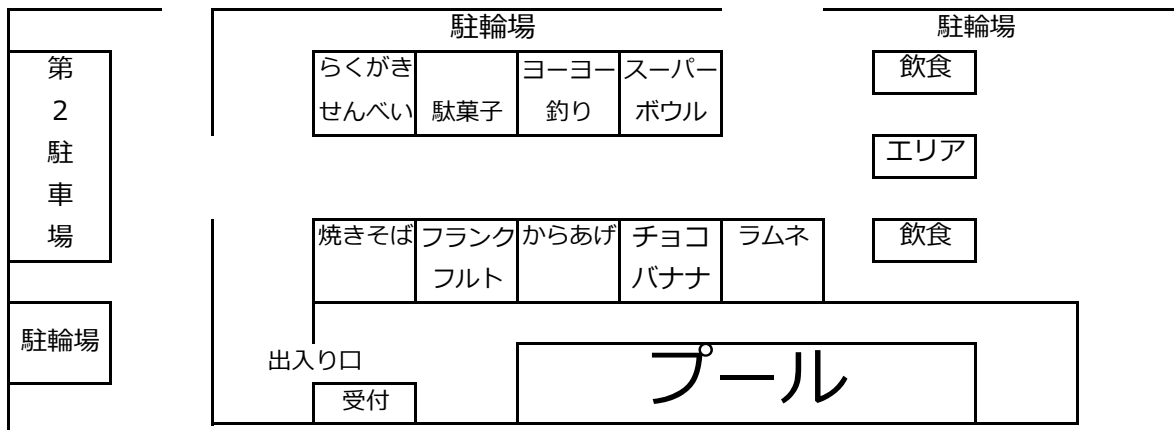 駐輪場
駐輪場
第
2
駐
車
場
らくがき
せんべい
駄菓子
ヨーヨー
釣り
スーパー
ボウル
飲食
エリア
飲食
焼きそば
フランク
フルト
からあげ
チョコ
バナナ
ラムネ
駐輪場
出入り口
受付
プール